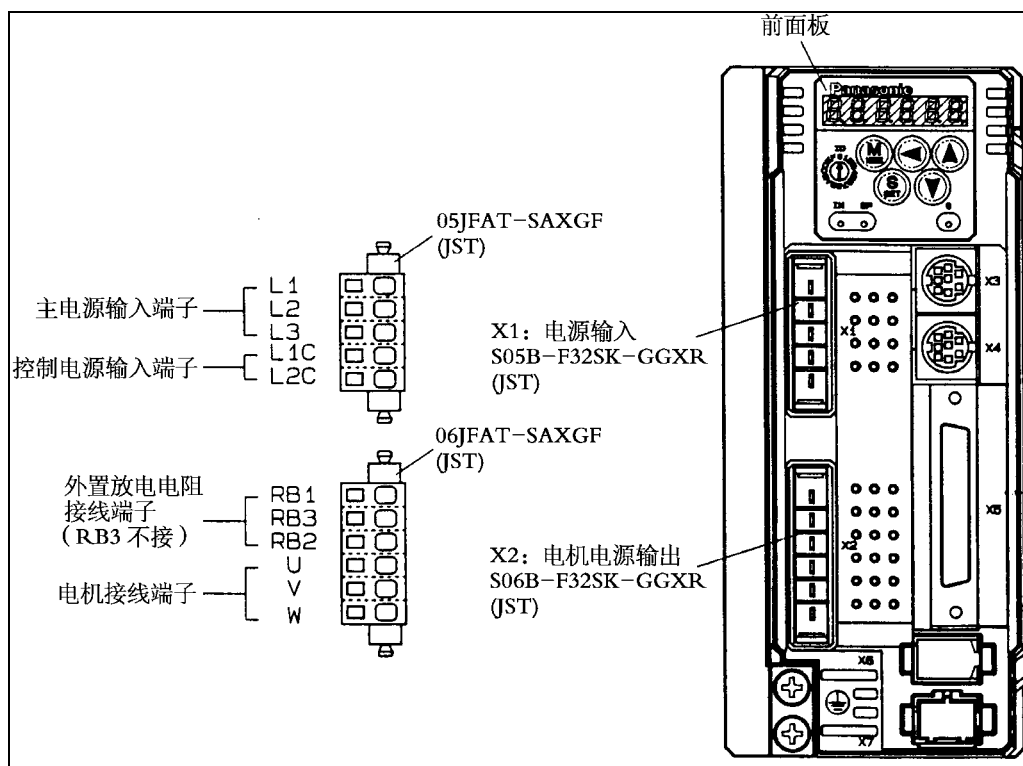 前面板
Panasonic
M
S
SET
05JFAT-SAXGF
(JST)
主电源输入端子
L1
L2
L3
控制电源输入端子
L1C
L2C
X1：电源输入
S05B-F32SK-GGXR
(JST)
X1
X3
X4
06JFAT-SAXGF
(JST)
外置放电电阻
接线端子
（RB3 不接）
RB1
RB3
RB2
电机接线端子
U
V
W
X2：电机电源输出
S06B-F32SK-GGXR
(JST)
X2
X5
X6
X7